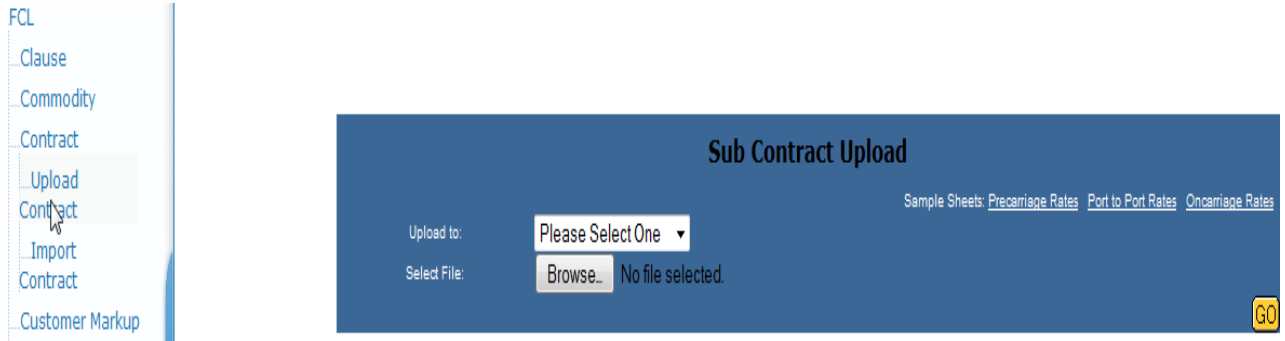 FCL
Clause
Commodity
Contract
Upload
Contract
Import
Contract
Customer Markup
Sub Contract Upload
Sample Sheets: Precarriage Rates Port to Port Rates Oncarriage Rates
Upload to: Please Select One
Select File: Browse... No file selected.
GO